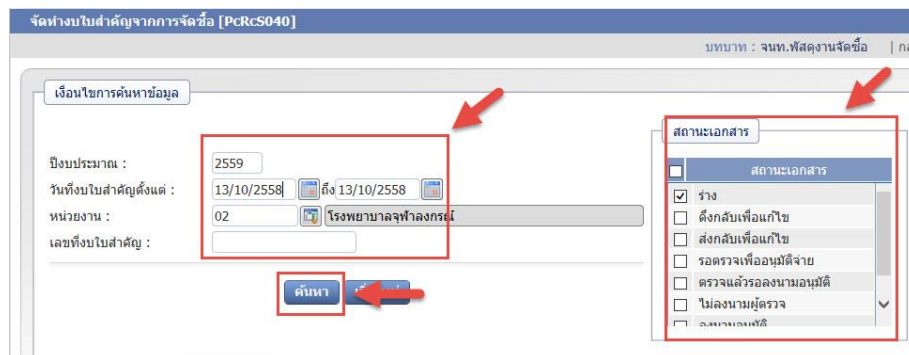 จัดทำงบใบสำคัญจากการจัดซื้อ [PcRcS040]
บทบาท : จนท.พัสดุงานจัดซื้อ |
เงื่อนไขการค้นหาข้อมูล
ปีงบประมาณ : 2559
วันที่งบใบสำคัญตั้งแต่ : 13/10/2558 ถึง 13/10/2558
หน่วยงาน : 02 โรงพยาบาลจุฬาลงกรณ์
เลขที่งบใบสำคัญ :
ค้นหา
สถานะเอกสาร
สถานะเอกสาร
ร่าง
ดึงกลับเพื่อแก้ไข
ส่งกลับเพื่อแก้ไข
รอตรวจเพื่ออนุมัติจ่าย
ตรวจแล้วรอลงนามอนุมัติ
ไม่ลงนามผู้ตรวจ